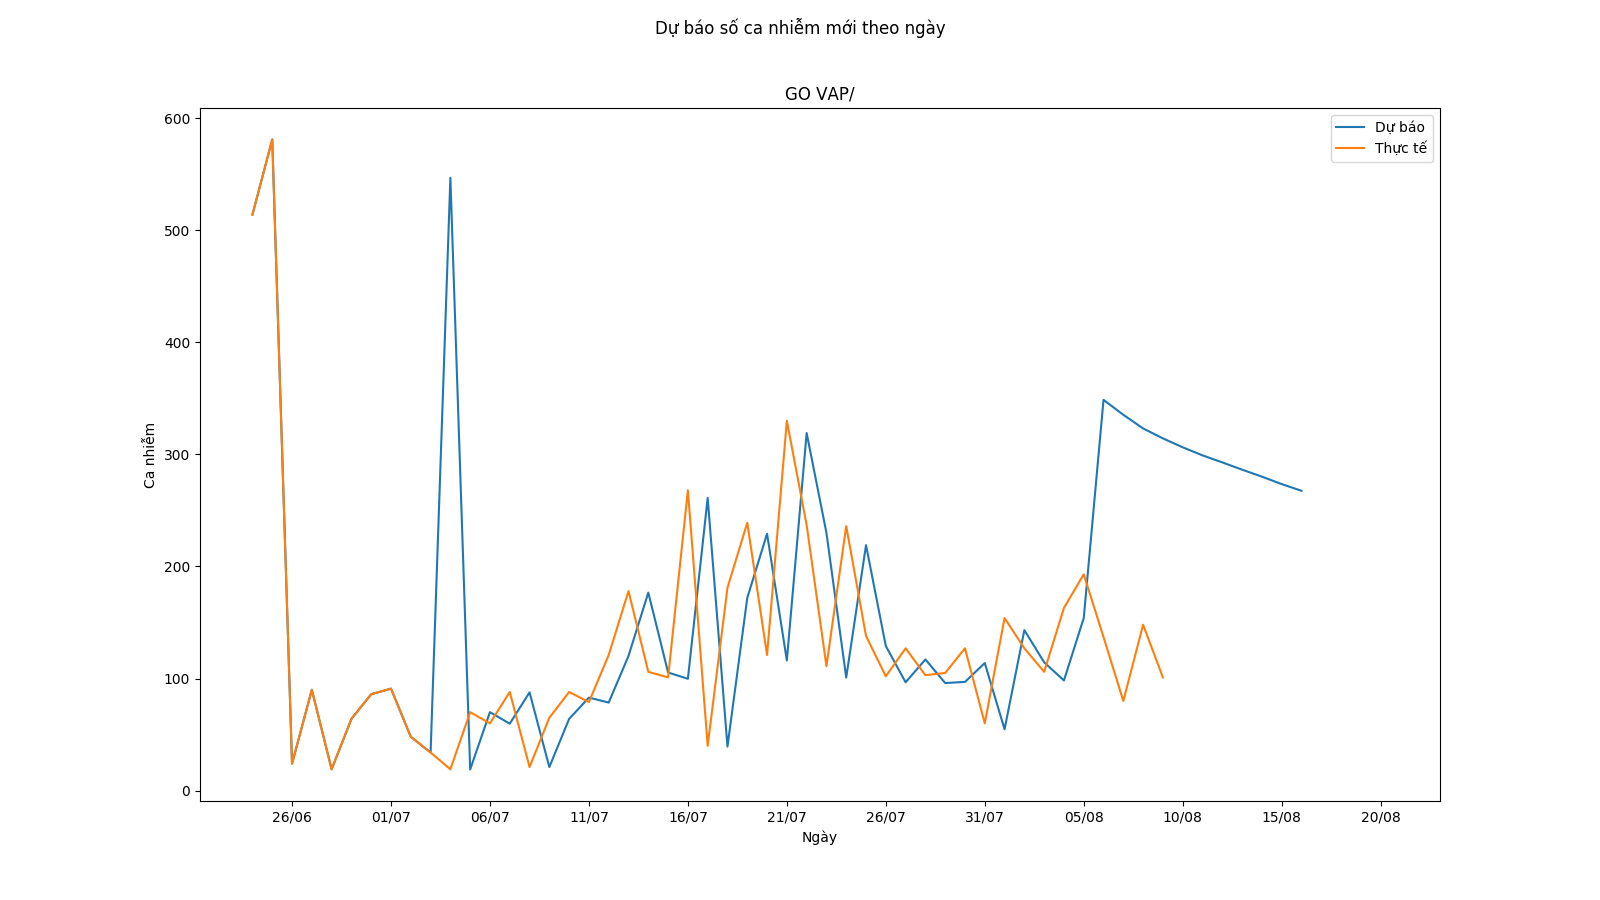 Dự báo số ca nhiễm mới theo ngày
GO VAP/
Dự báo
Thực tế
600
500
400
300
200
100
0
Ca nhiễm
26/06 01/07 06/07 11/07 16/07 21/07 26/07 31/07 05/08 10/08 15/08 20/08
Ngày